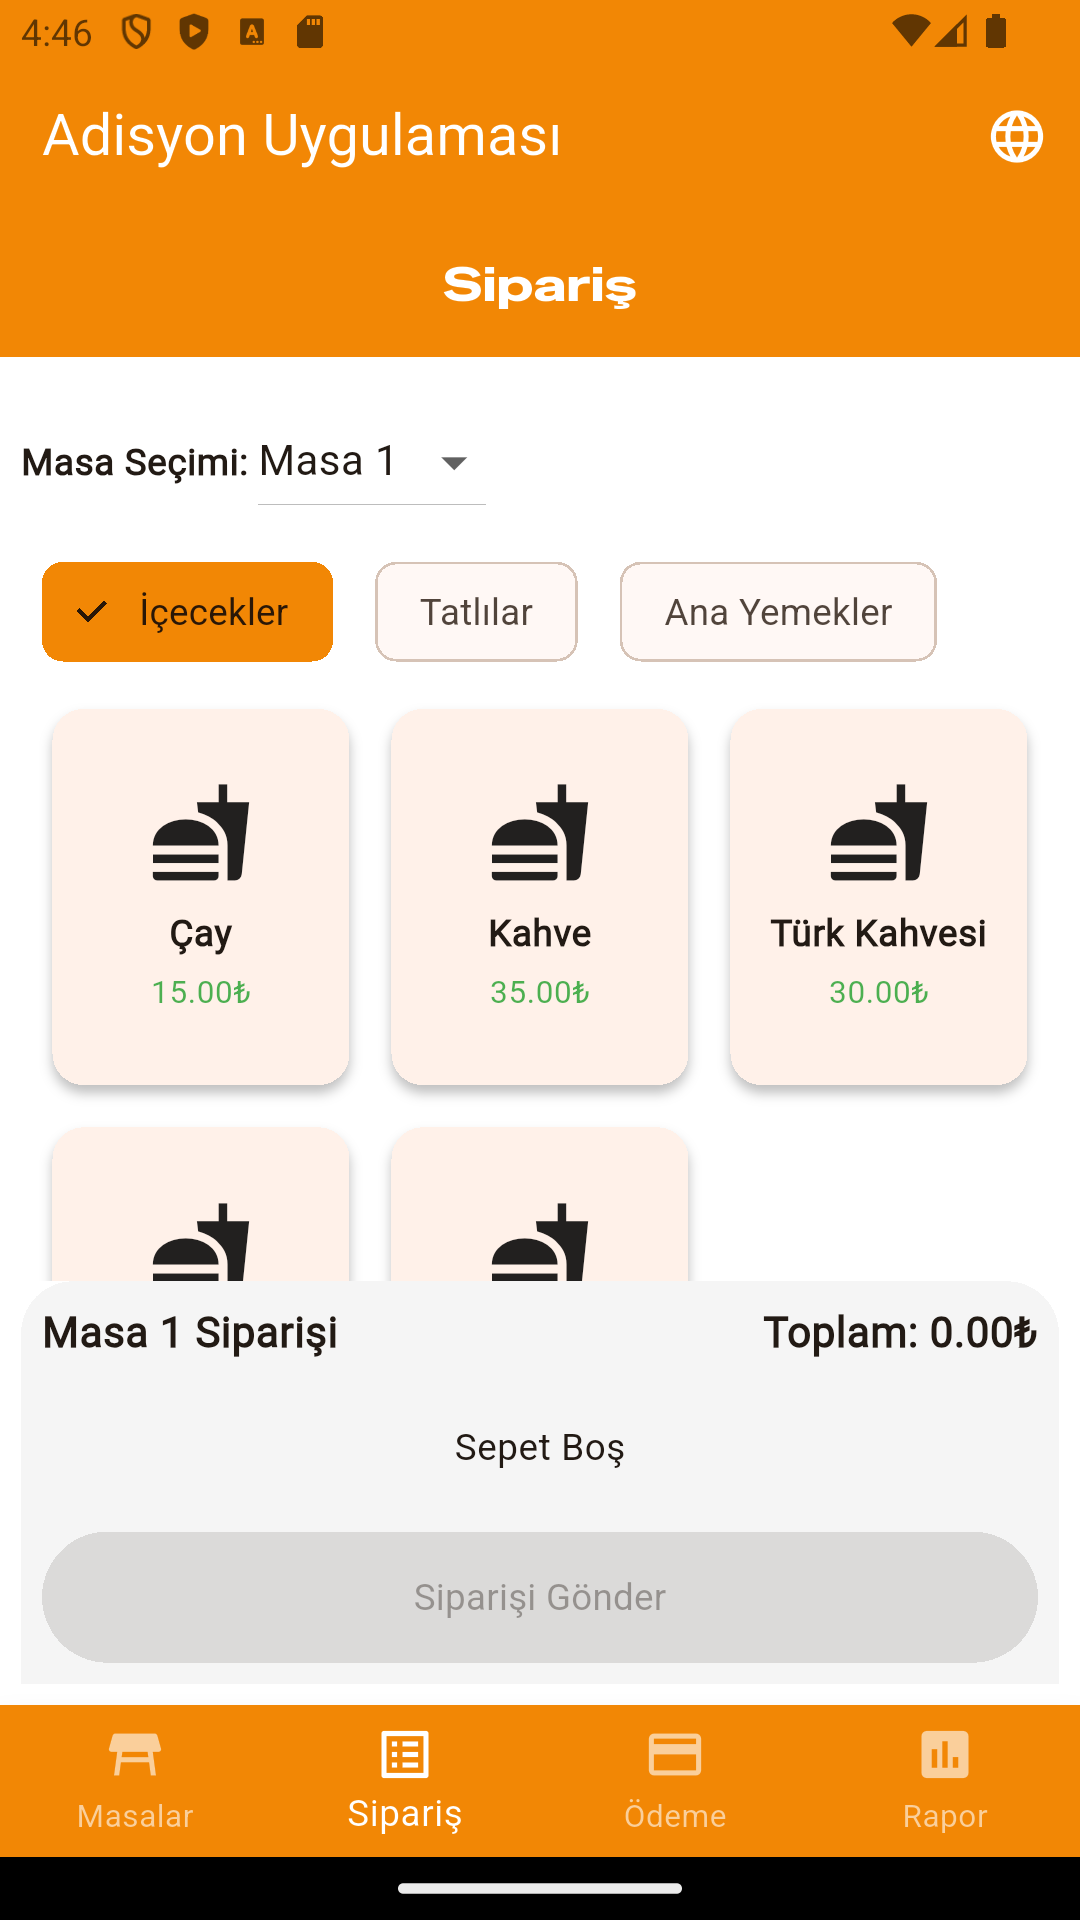 4:46
Adisyon Uygulaması
Sipariş
Masa Seçimi: Masa 1
İçecekler Tatlılar Ana Yemekler
Çay Kahve Türk Kahvesi
15.00₺ 35.00₺ 30.00₺
Masa 1 Siparişi Toplam: 0.00₺
Sepet Boş
Siparişi Gönder
Masalar Sipariş Ödeme Rapor